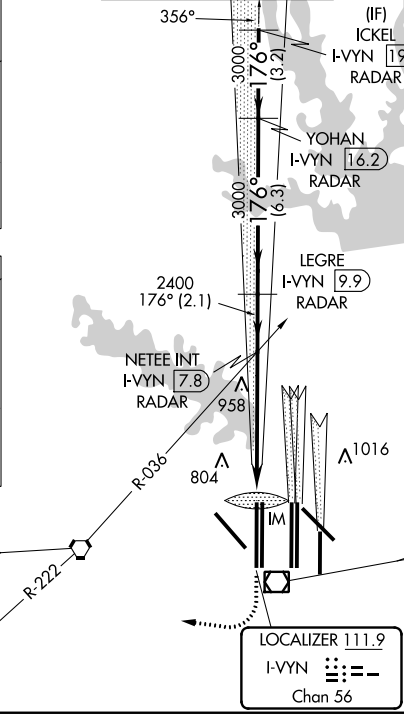 356°
(IF)
ICKEL
I-VYN 19
RADAR
3000
176°
(3.2)
YOHAN
I-VYN 16.2
RADAR
3000
176°
(6.3)
LEGRE
I-VYN 9.9
RADAR
2400
176° (2.1)
NETEE INT
I-VYN 7.8
RADAR
958
1016
804
R-036
IM
R-222
LOCALIZER 111.9
I-VYN
Chan 56